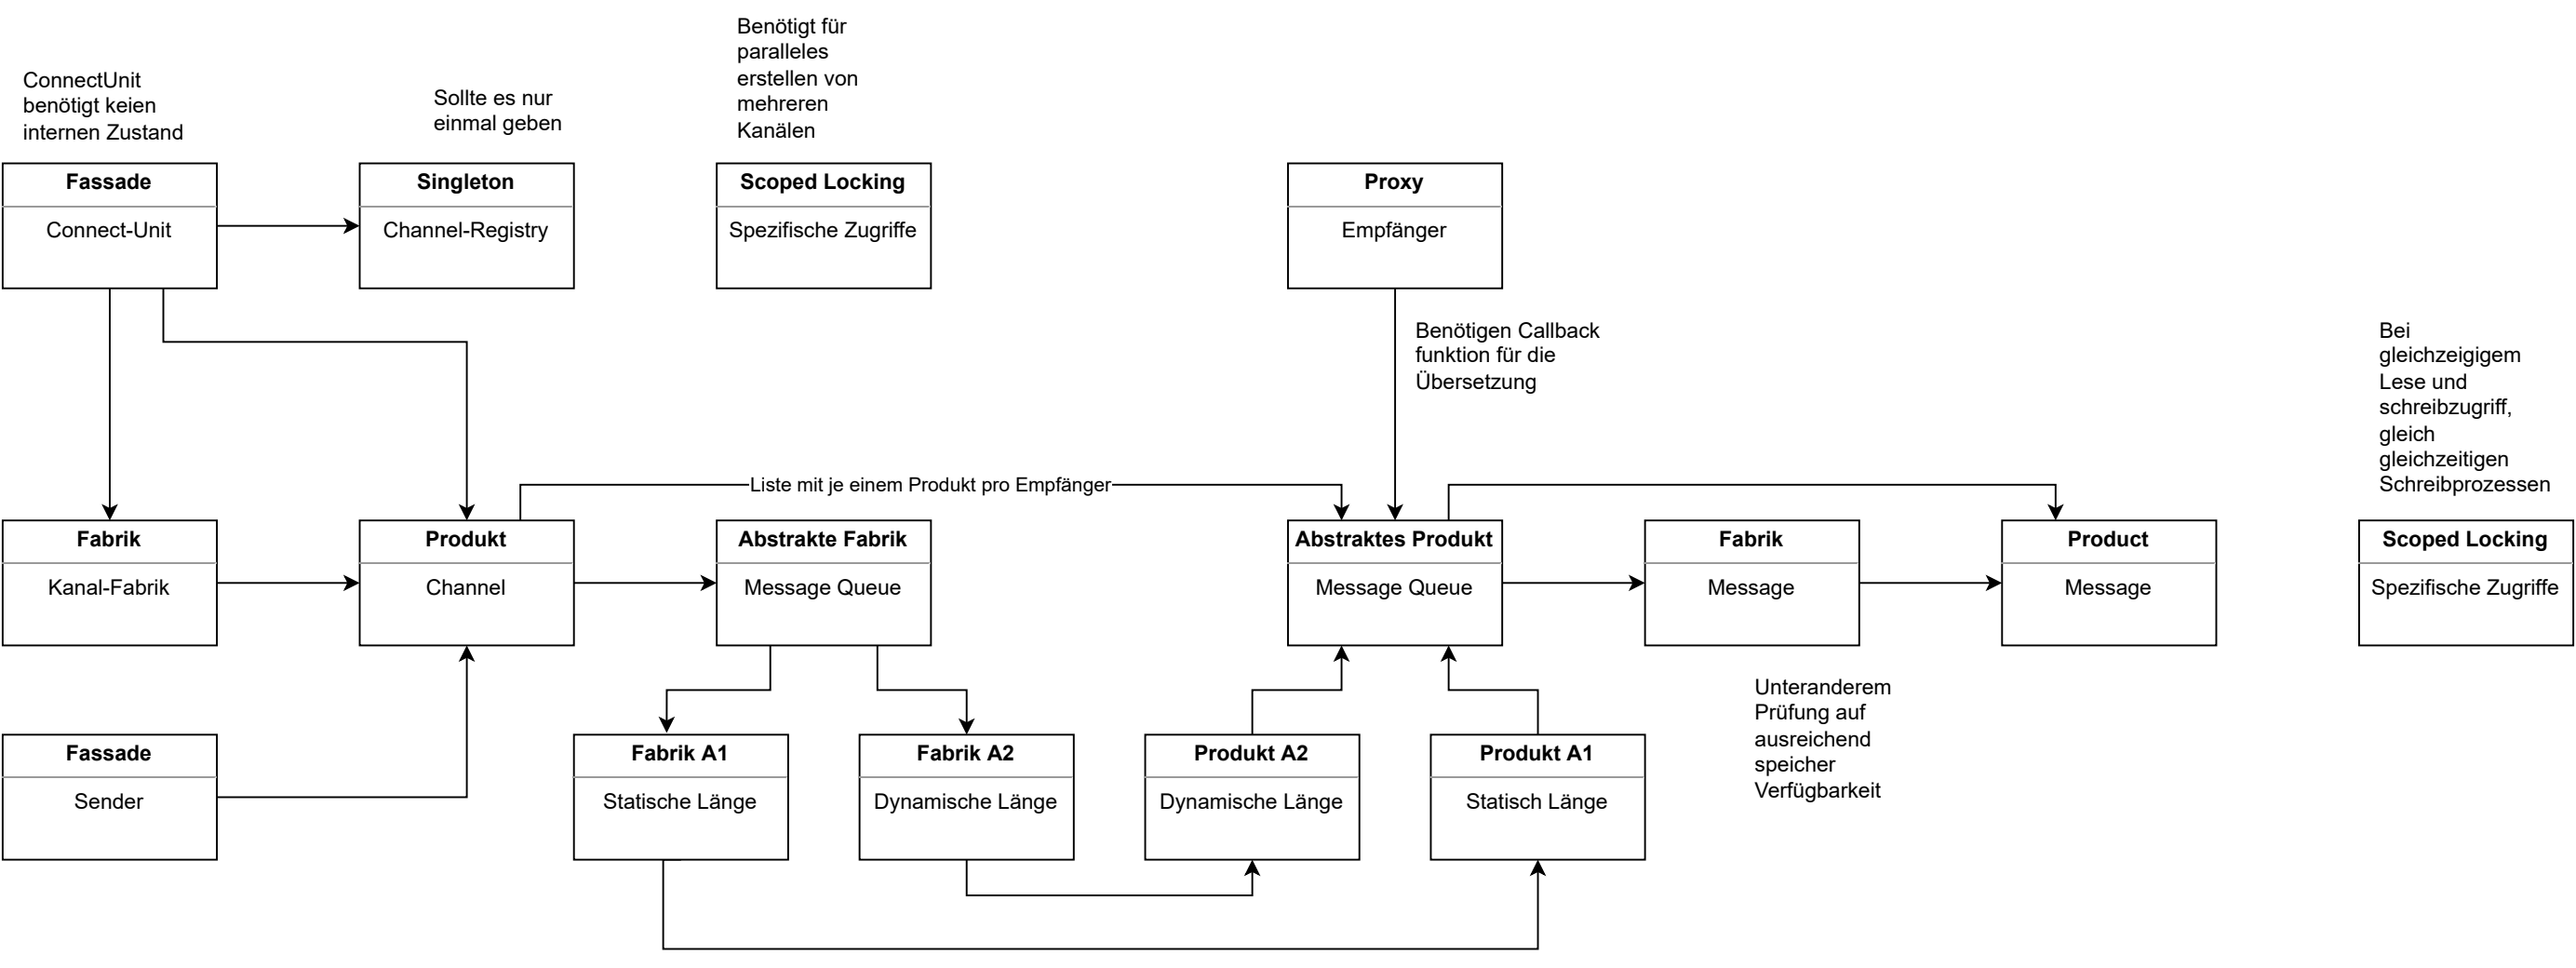 Benötigt für
paralleles
erstellen von
mehreren
Kanälen
ConnectUnit
benötigt keien
internen Zustand
Sollte es nur
einmal geben
Fassade
Connect-Unit
Singleton
Channel-Registry
Scoped Locking
Spezifische Zugriffe
Proxy
Empfänger
Benötigen Callback
funktion für die
Übersetzung
Bei
gleichzeigigem
Lese und
schreibzugriff,
gleich
gleichzeitigen
Schreibprozessen
Liste mit je einem Produkt pro Empfänger
Fabrik
Kanal-Fabrik
Produkt
Channel
Abstrakte Fabrik
Message Queue
Abstraktes Produkt
Message Queue
Fabrik
Message
Product
Message
Scoped Locking
Spezifische Zugriffe
Unteranderem
Prüfung auf
ausreichend
speicher
Verfügbarkeit
Fassade
Sender
Fabrik A1
Statische Länge
Fabrik A2
Dynamische Länge
Produkt A2
Dynamische Länge
Produkt A1
Statisch Länge